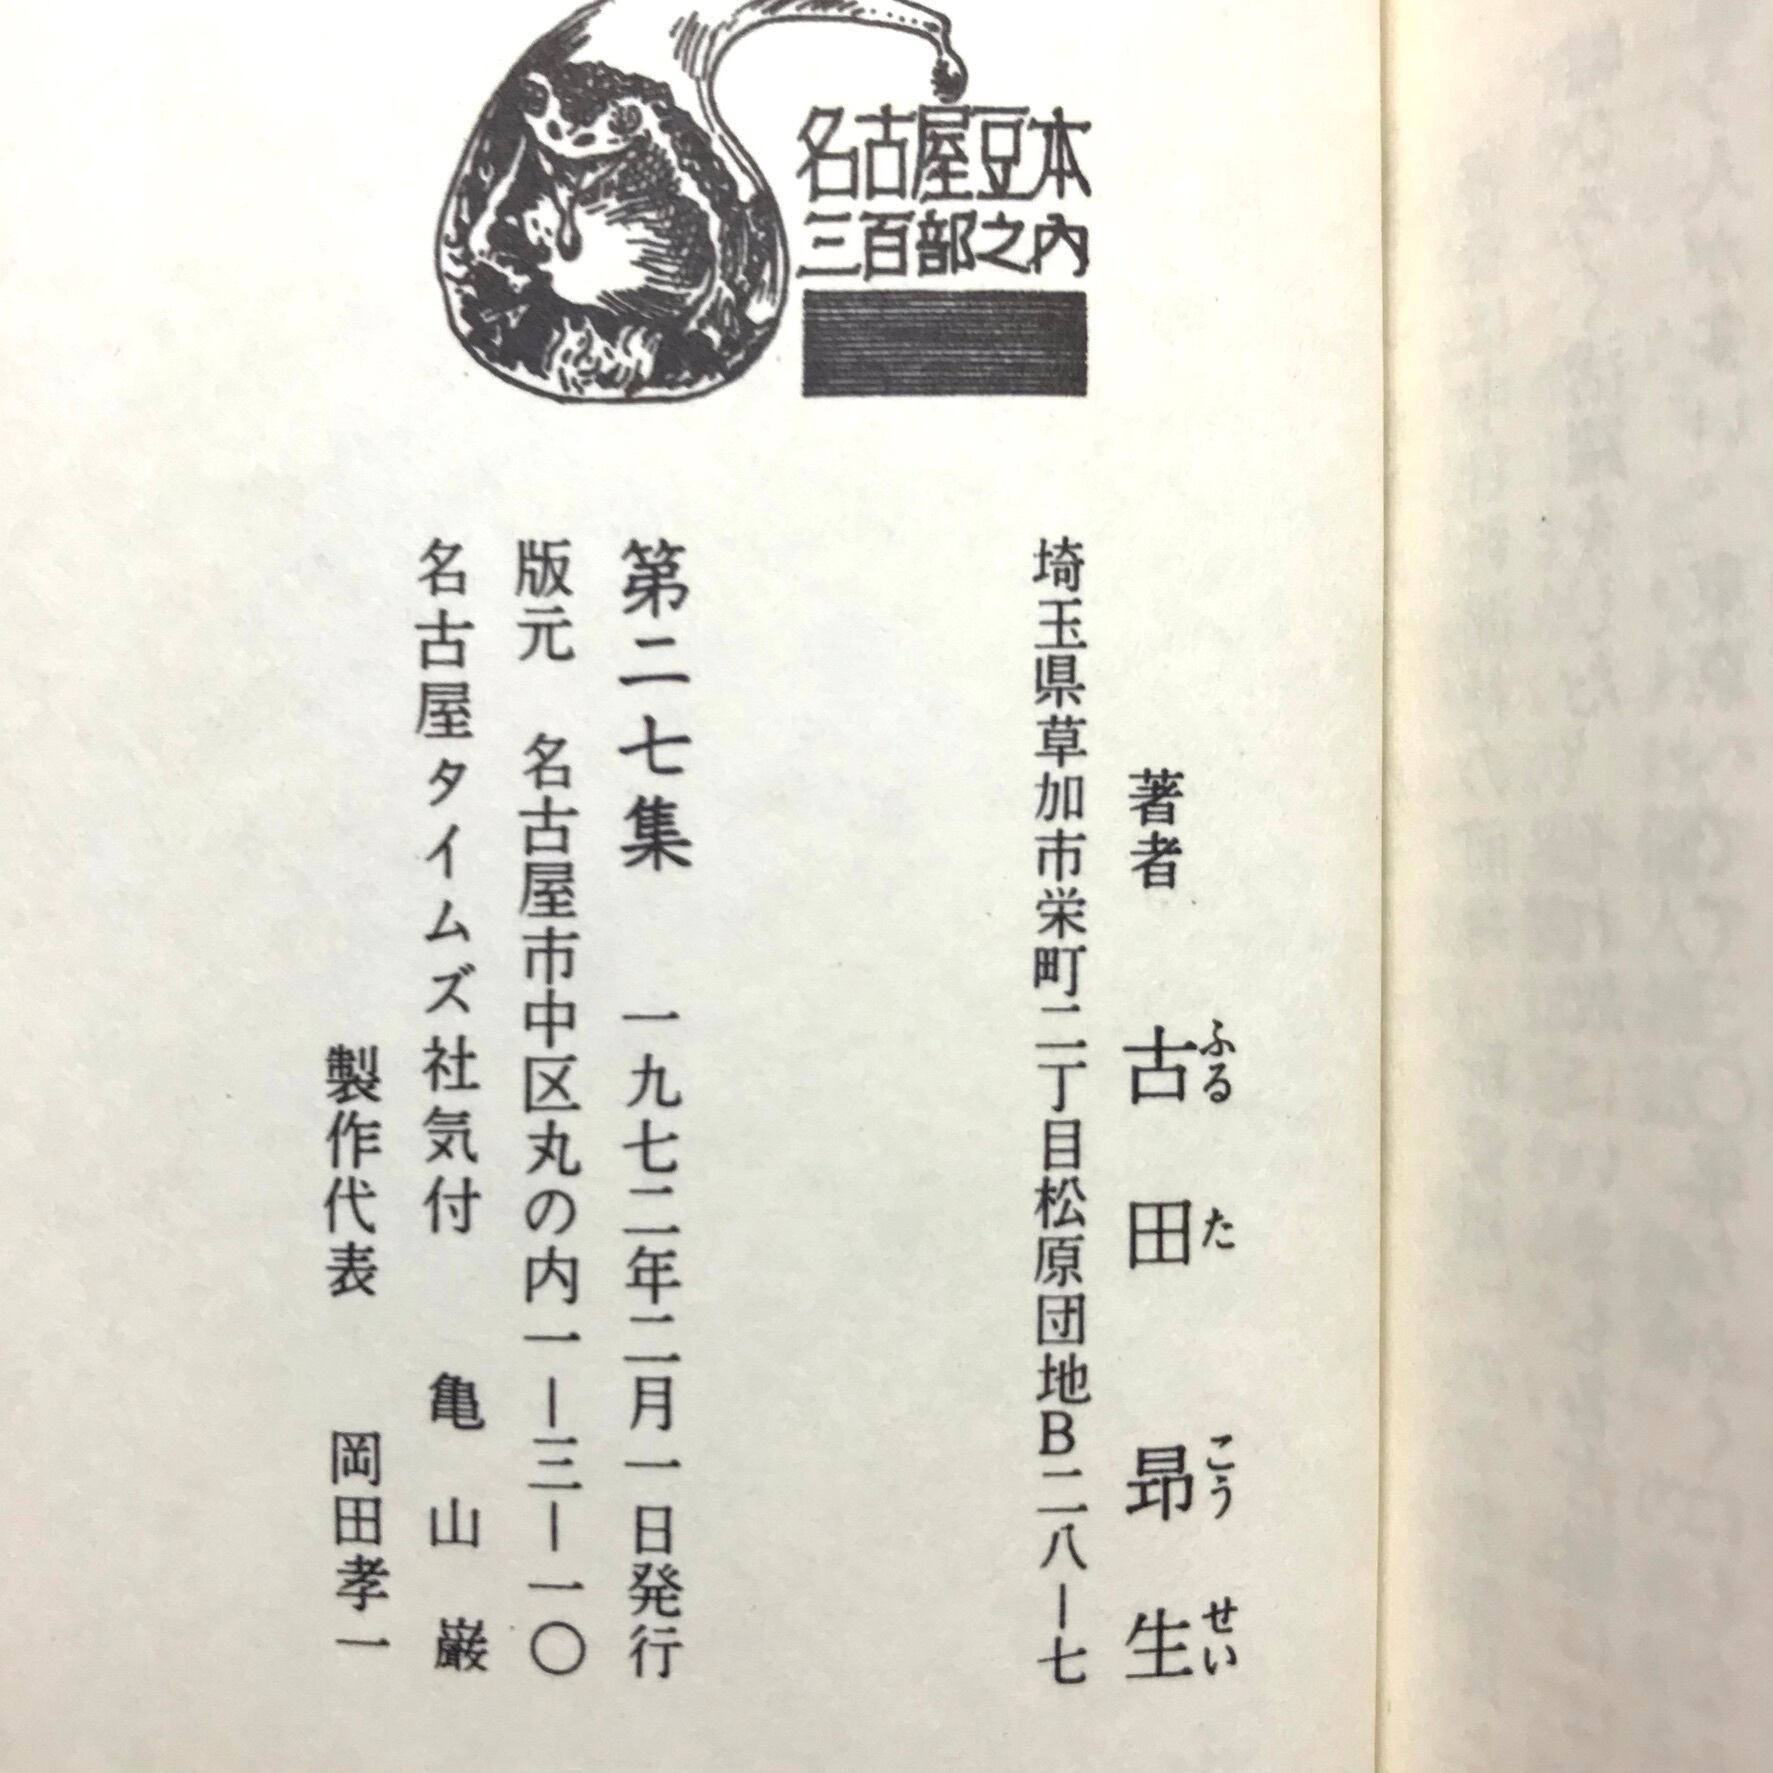 名古屋豆本
三百部之内
著者 古田昂生
ふるた こうせい
埼玉県草加市栄町二丁目松原団地B二八ー七
第二七集 一九七二年二月一日発行
版元 名古屋市中区丸の内一ー三ー一〇
名古屋タイムズ社気付 亀山巌
製作代表 岡田孝一